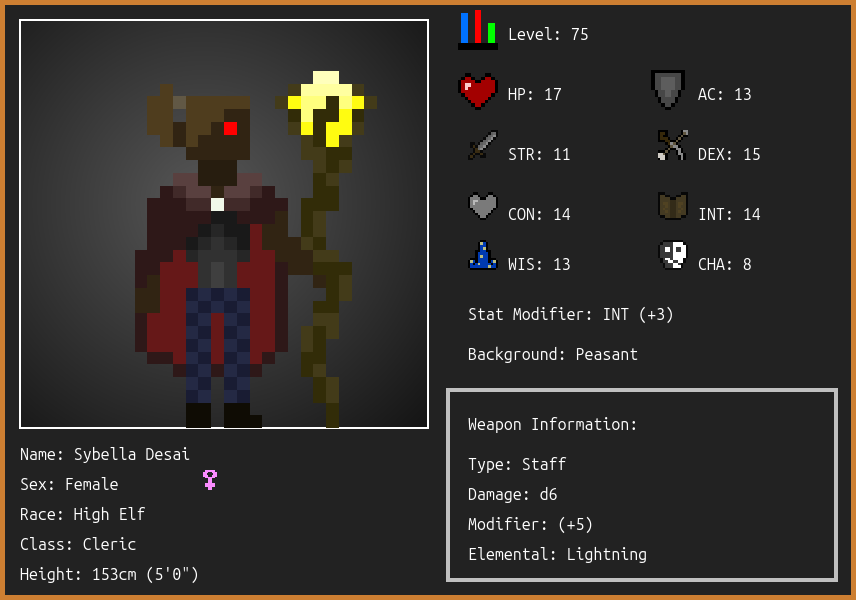 Level: 75
HP: 17
AC: 13
STR: 11
DEX: 15
CON: 14
INT: 14
WIS: 13
CHA: 8
Stat Modifier: INT (+3)
Background: Peasant
Weapon Information:
Type: Staff
Damage: d6
Modifier: (+5)
Elemental: Lightning
Name: Sybella Desai
Sex: Female
Race: High Elf
Class: Cleric
Height: 153cm (5'0")